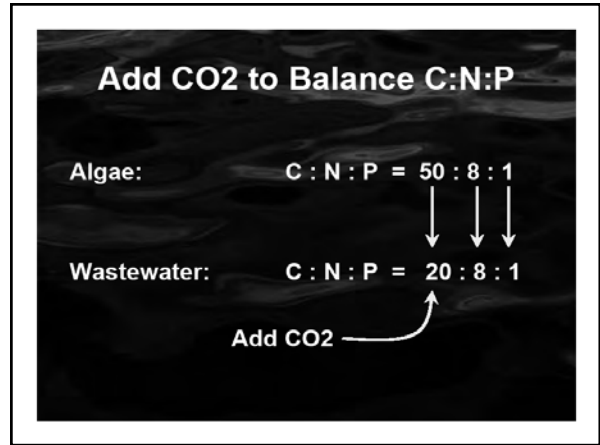 Add CO2 to Balance C:N:P
Algae: C : N : P = 50 : 8 : 1
Wastewater: C : N : P = 20 : 8 : 1
Add CO2